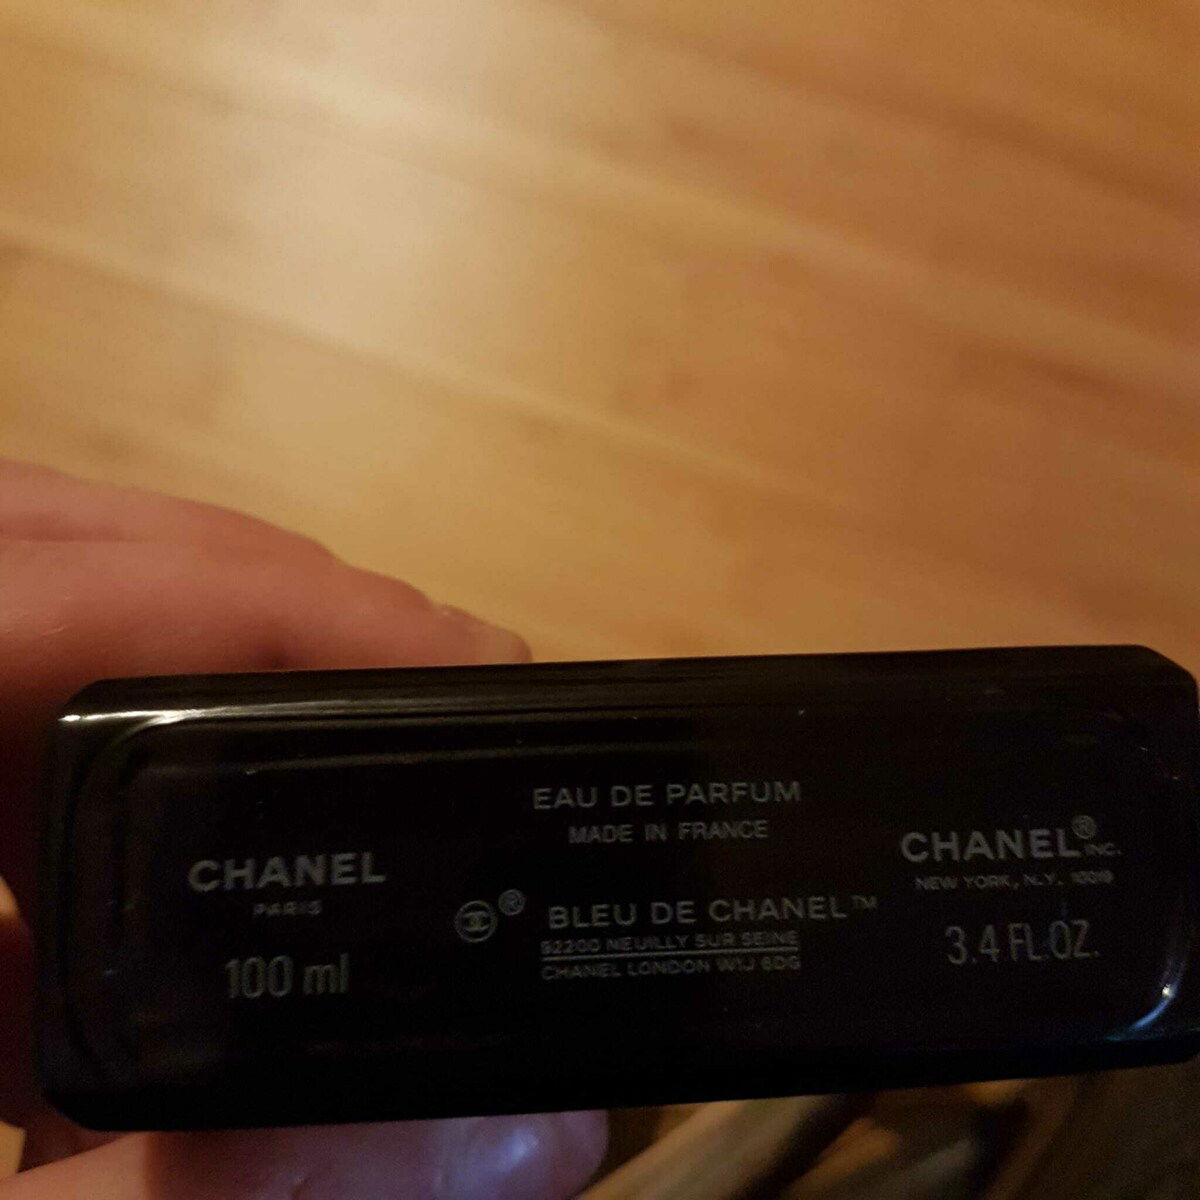 EAU DE PARFUM
MADE IN FRANCE
CHANEL
PARIS
100 ml
® BLEU DE CHANEL™
92200 NEUILLY SUR SEINE
CHANEL LONDON W1J 6DG
CHANEL® INC.
NEW YORK, N.Y. 10019
3.4 FL.OZ.